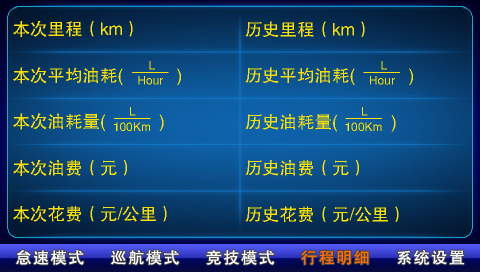 本次里程（km） 历史里程（km）
本次平均油耗( L/Hour ) 历史平均油耗( L/Hour )
本次油耗量( L/100Km ) 历史油耗量( L/100Km )
本次油费（元） 历史油费（元）
本次花费（元/公里） 历史花费（元/公里）
怠速模式 巡航模式 竞技模式 行程明细 系统设置